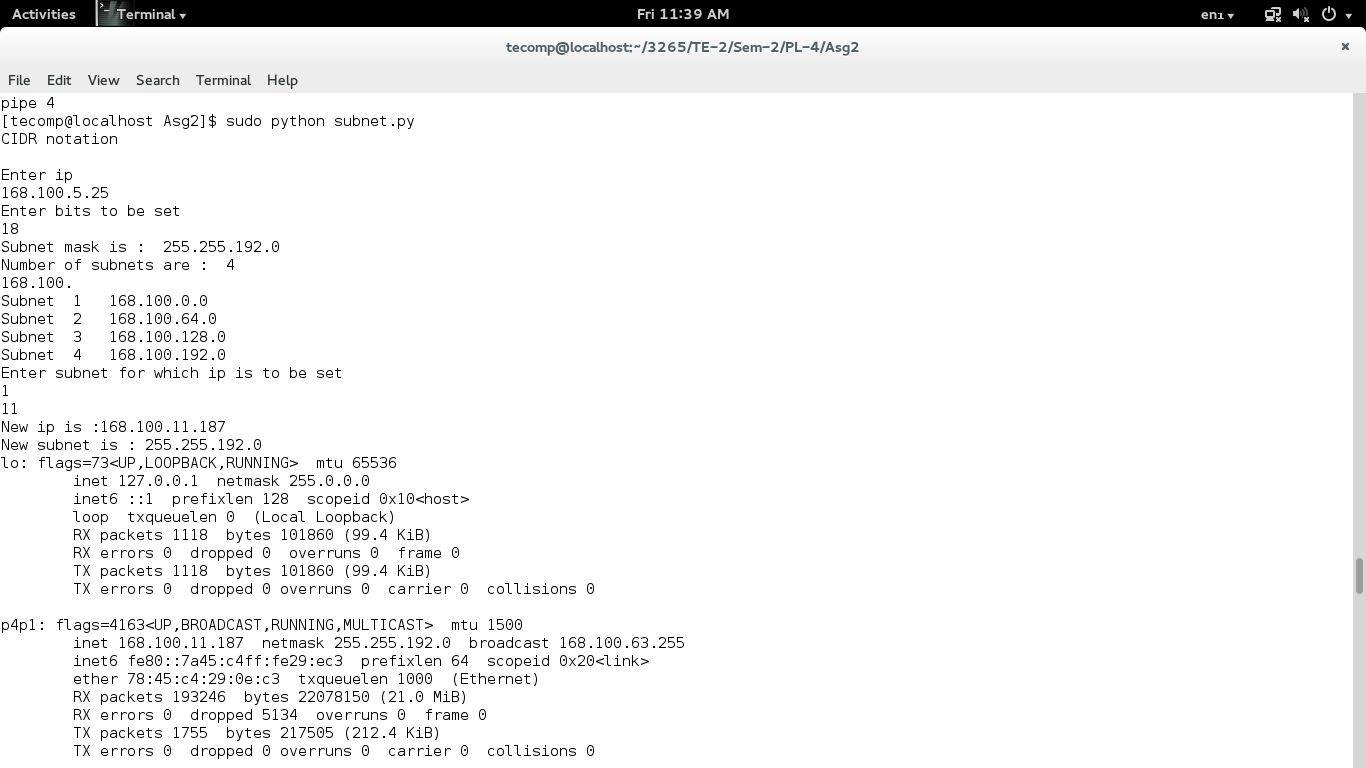 Activities Terminal Fri 11:39 AM en1
tecomp@localhost:~/3265/TE-2/Sem-2/PL-4/Asg2 ×
File Edit View Search Terminal Help
pipe 4
[tecomp@localhost Asg2]$ sudo python subnet.py
CIDR notation
Enter ip
168.100.5.25
Enter bits to be set
18
Subnet mask is :  255.255.192.0
Number of subnets are :  4
168.100.
Subnet  1   168.100.0.0
Subnet  2   168.100.64.0
Subnet  3   168.100.128.0
Subnet  4   168.100.192.0
Enter subnet for which ip is to be set
1
11
New ip is :168.100.11.187
New subnet is : 255.255.192.0
lo: flags=73<UP,LOOPBACK,RUNNING>  mtu 65536
        inet 127.0.0.1  netmask 255.0.0.0
        inet6 ::1  prefixlen 128  scopeid 0x10<host>
        loop  txqueuelen 0  (Local Loopback)
        RX packets 1118  bytes 101860 (99.4 KiB)
        RX errors 0  dropped 0  overruns 0  frame 0
        TX packets 1118  bytes 101860 (99.4 KiB)
        TX errors 0  dropped 0 overruns 0  carrier 0  collisions 0
p4p1: flags=4163<UP,BROADCAST,RUNNING,MULTICAST>  mtu 1500
        inet 168.100.11.187  netmask 255.255.192.0  broadcast 168.100.63.255
        inet6 fe80::7a45:c4ff:fe29:ec3  prefixlen 64  scopeid 0x20<link>
        ether 78:45:c4:29:0e:c3  txqueuelen 1000  (Ethernet)
        RX packets 193246  bytes 22078150 (21.0 MiB)
        RX errors 0  dropped 5134  overruns 0  frame 0
        TX packets 1755  bytes 217505 (212.4 KiB)
        TX errors 0  dropped 0 overruns 0  carrier 0  collisions 0